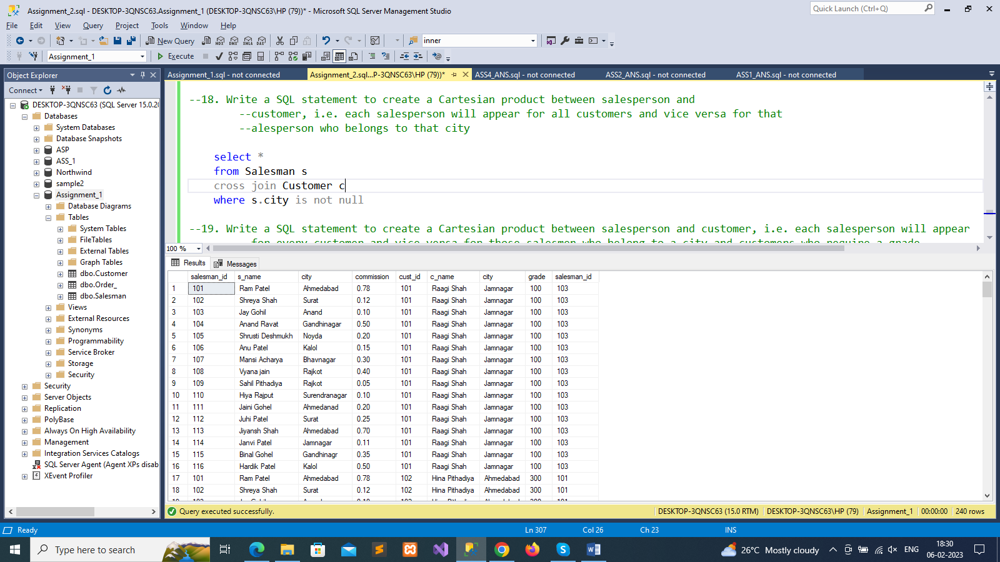 Assignment_2.sql - DESKTOP-3QNSC63.Assignment_1 (DESKTOP-3QNSC63\HP (79))* - Microsoft SQL Server Management Studio
Quick Launch (Ctrl+Q)
File Edit View Query Project Tools Window Help
New Query
MDX DMX XMLA DAX
inner
Assignment_1
Execute
Object Explorer
Assignment_1.sql - not connected
Assignment_2.sql...P-3QNSC63\HP (79))*
ASS4_ANS.sql - not connected
ASS2_ANS.sql - not connected
ASS1_ANS.sql - not connected
Connect
DESKTOP-3QNSC63 (SQL Server 15.0.20
Databases
System Databases
Database Snapshots
ASP
ASS_1
Northwind
sample2
Assignment_1
Database Diagrams
Tables
System Tables
FileTables
External Tables
Graph Tables
dbo.Customer
dbo.Order_
dbo.Salesman
Views
External Resources
Synonyms
Programmability
Service Broker
Storage
Security
Security
Server Objects
Replication
PolyBase
Always On High Availability
Management
Integration Services Catalogs
SQL Server Agent (Agent XPs disab
XEvent Profiler
--18. Write a SQL statement to create a Cartesian product between salesperson and
--customer, i.e. each salesperson will appear for all customers and vice versa for that
--alesperson who belongs to that city
select *
from Salesman s
cross join Customer c
where s.city is not null
--19. Write a SQL statement to create a Cartesian product between salesperson and customer, i.e. each salesperson will appear
for every customer and vice versa for those salesmen who belong to a city and customers who require a grade
100 %
Results Messages
salesman_id s_name city commission cust_id c_name city grade salesman_id
1 101 Ram Patel Ahmedabad 0.78 101 Raagi Shah Jamnagar 100 103
2 102 Shreya Shah Surat 0.12 101 Raagi Shah Jamnagar 100 103
3 103 Jay Gohil Anand 0.10 101 Raagi Shah Jamnagar 100 103
4 104 Anand Ravat Gandhinagar 0.50 101 Raagi Shah Jamnagar 100 103
5 105 Shrusti Deshmukh Noyda 0.20 101 Raagi Shah Jamnagar 100 103
6 106 Anu Patel Kalol 0.15 101 Raagi Shah Jamnagar 100 103
7 107 Mansi Acharya Bhavnagar 0.30 101 Raagi Shah Jamnagar 100 103
8 108 Vyana jain Rajkot 0.40 101 Raagi Shah Jamnagar 100 103
9 109 Sahil Pithadiya Rajkot 0.05 101 Raagi Shah Jamnagar 100 103
10 110 Hiya Rajput Surendranagar 0.10 101 Raagi Shah Jamnagar 100 103
11 111 Jaini Gohel Ahmedanad 0.20 101 Raagi Shah Jamnagar 100 103
12 112 Juhi Patel Surat 0.25 101 Raagi Shah Jamnagar 100 103
13 113 Jiyansh Shah Ahmedabad 0.70 101 Raagi Shah Jamnagar 100 103
14 114 Janvi Patel Jamnagar 0.11 101 Raagi Shah Jamnagar 100 103
15 115 Binal Gohel Gandhinagr 0.35 101 Raagi Shah Jamnagar 100 103
16 116 Hardik Patel Kalol 0.50 101 Raagi Shah Jamnagar 100 103
17 101 Ram Patel Ahmedabad 0.78 102 Hina Pithadiya Ahmedabad 300 101
18 102 Shreya Shah Surat 0.12 102 Hina Pithadiya Ahmedabad 300 101
Query executed successfully.
DESKTOP-3QNSC63 (15.0 RTM) DESKTOP-3QNSC63\HP (79) Assignment_1 00:00:00 240 rows
Ready Ln 307 Col 26 Ch 23 INS
Type here to search
26°C Mostly cloudy
ENG
18:30
06-02-2023